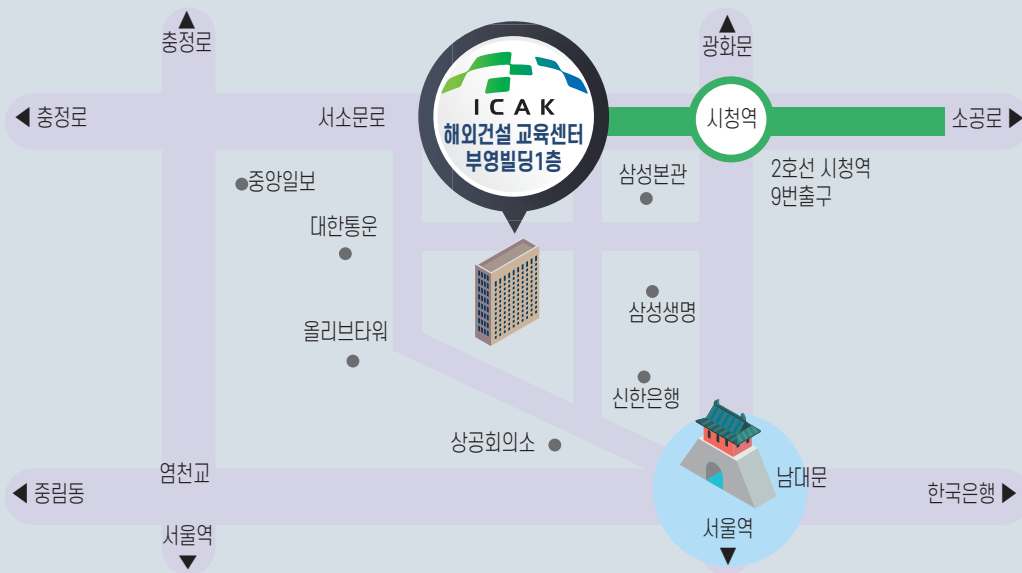 ▲
충정로
▲
광화문
◀ 충정로
서소문로
ICAK
해외건설 교육센터
부영빌딩1층
시청역
소공로 ▶
2호선 시청역
9번출구
중앙일보
삼성본관
대한통운
올리브타워
삼성생명
신한은행
상공회의소
염천교
남대문
◀ 중림동
한국은행 ▶
서울역
▼
서울역
▼